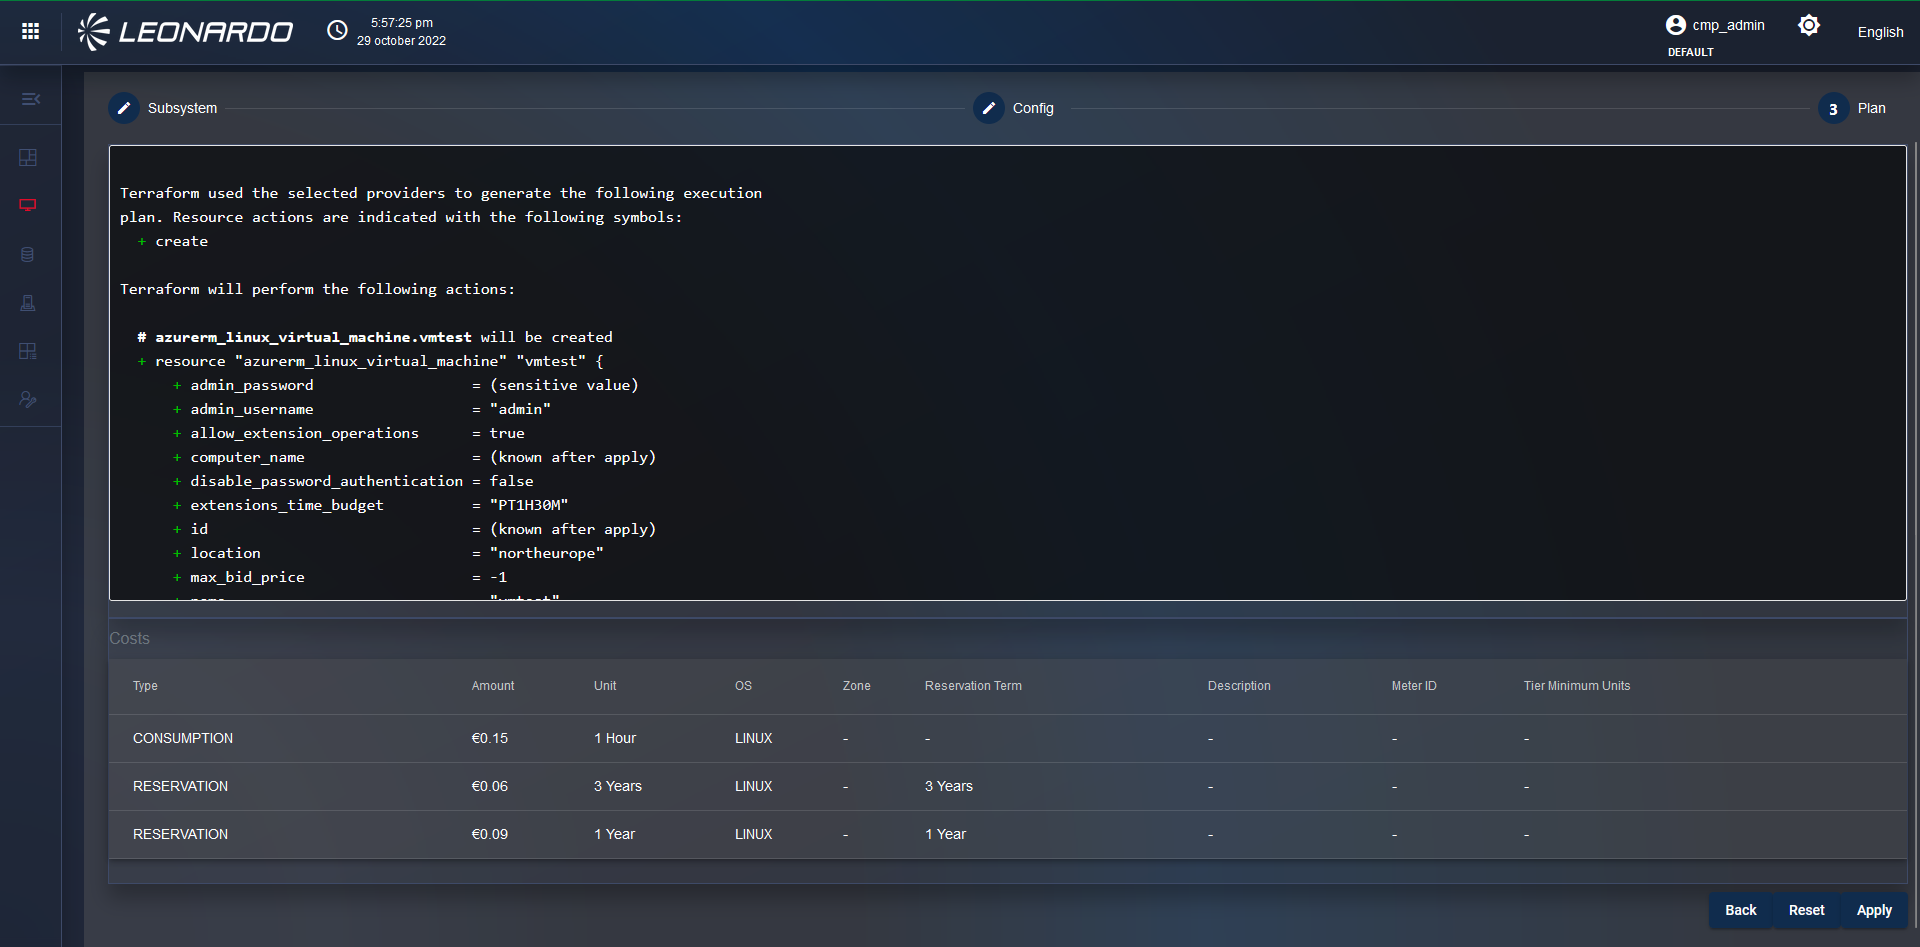 LEONARDO
5:57:25 pm
29 october 2022
cmp_admin
DEFAULT
English
Subsystem
Config
3 Plan
Terraform used the selected providers to generate the following execution
plan. Resource actions are indicated with the following symbols:
+ create
Terraform will perform the following actions:
# azurerm_linux_virtual_machine.vmtest will be created
+ resource "azurerm_linux_virtual_machine" "vmtest" {
+ admin_password = (sensitive value)
+ admin_username = "admin"
+ allow_extension_operations = true
+ computer_name = (known after apply)
+ disable_password_authentication = false
+ extensions_time_budget = "PT1H30M"
+ id = (known after apply)
+ location = "northeurope"
+ max_bid_price = -1
Costs
Type Amount Unit OS Zone Reservation Term Description Meter ID Tier Minimum Units
CONSUMPTION €0.15 1 Hour LINUX - - - - -
RESERVATION €0.06 3 Years LINUX - 3 Years - - -
RESERVATION €0.09 1 Year LINUX - 1 Year - - -
Back Reset Apply